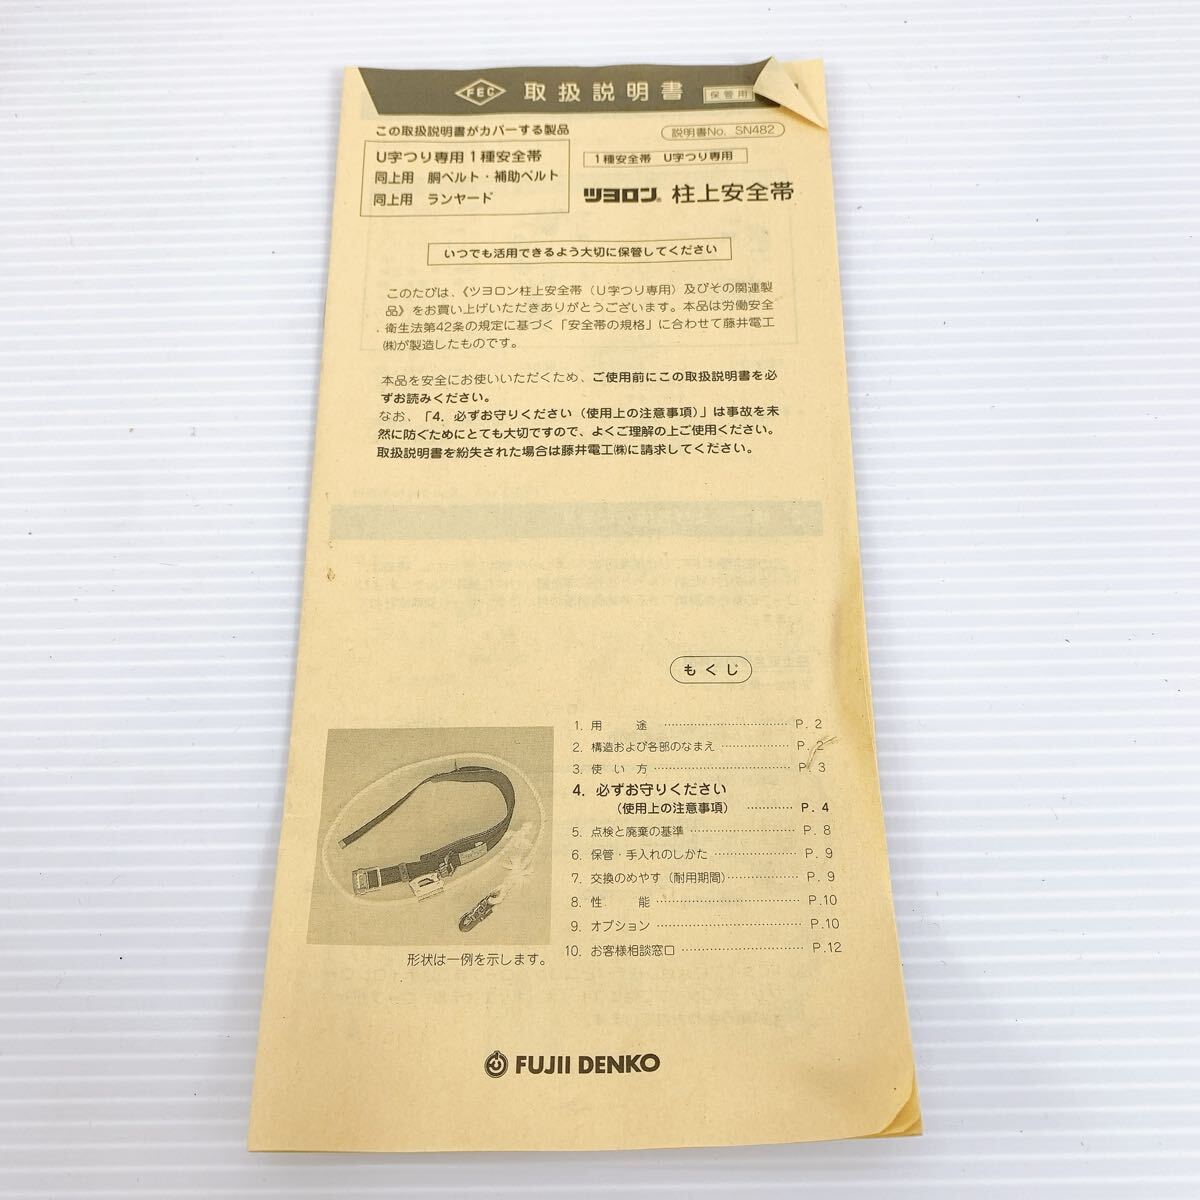 FEC 取扱説明書 保管用
この取扱説明書がカバーする製品
U字つり専用1種安全帯
同上用 胴ベルト・補助ベルト
同上用 ランヤード
説明書No. SN482
1種安全帯 U字つり専用
ツヨロン® 柱上安全帯
いつでも活用できるよう大切に保管してください
このたびは、《ツヨロン柱上安全帯（U字つり専用）及びその関連製
品》をお買い上げいただきありがとうございます。本品は労働安全
衛生法第42条の規定に基づく「安全帯の規格」に合わせて藤井電工
㈱が製造したものです。
本品を安全にお使いいただくため、ご使用前にこの取扱説明書を必
ずお読みください。
なお、「4. 必ずお守りください（使用上の注意事項）」は事故を未
然に防ぐためにとても大切ですので、よくご理解の上ご使用ください。
取扱説明書を紛失された場合は藤井電工㈱に請求してください。
もくじ
1. 用 途 ………………………… P. 2
2. 構造および各部のなまえ …………… P. 2
3. 使 い 方 ………………………… P. 3
4. 必ずお守りください
（使用上の注意事項） ………… P. 4
5. 点検と廃棄の基準 ………………… P. 8
6. 保管・手入れのしかた ……………… P. 9
7. 交換のめやす（耐用期間）…………… P. 9
8. 性 能 ………………………… P.10
9. オプション ………………………… P.10
10. お客様相談窓口 …………………… P.12
形状は一例を示します。
FUJII DENKO